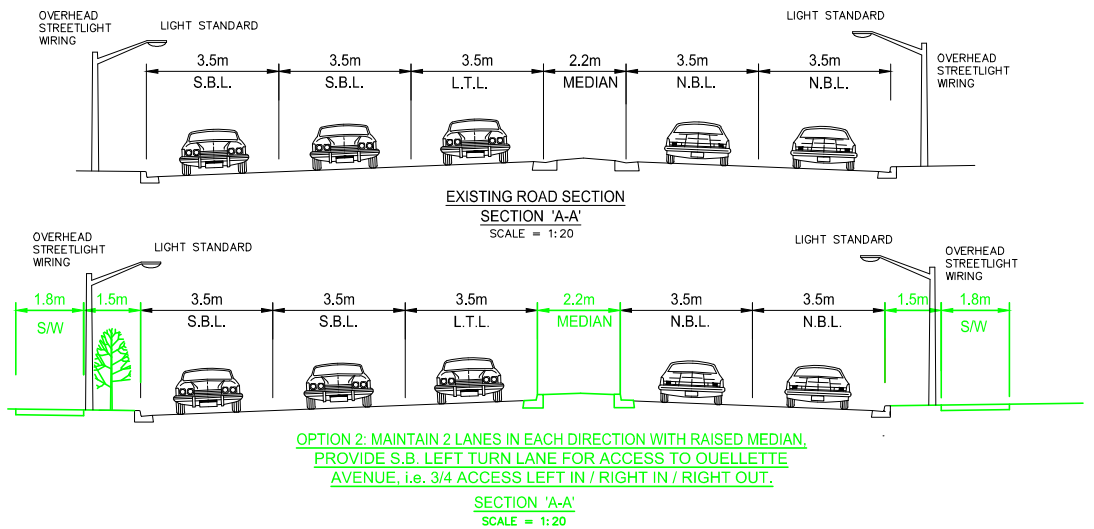 OVERHEAD
STREETLIGHT
WIRING
LIGHT STANDARD
LIGHT STANDARD
OVERHEAD
STREETLIGHT
WIRING
3.5m 3.5m 3.5m 2.2m 3.5m 3.5m
S.B.L. S.B.L. L.T.L. MEDIAN N.B.L. N.B.L.
EXISTING ROAD SECTION
SECTION 'A-A'
SCALE = 1:20
OVERHEAD
STREETLIGHT
WIRING
LIGHT STANDARD
LIGHT STANDARD
OVERHEAD
STREETLIGHT
WIRING
1.8m 1.5m 3.5m 3.5m 3.5m 2.2m 3.5m 3.5m 1.5m 1.8m
S/W S.B.L. S.B.L. L.T.L. MEDIAN N.B.L. N.B.L. S/W
OPTION 2: MAINTAIN 2 LANES IN EACH DIRECTION WITH RAISED MEDIAN,
PROVIDE S.B. LEFT TURN LANE FOR ACCESS TO OUELLETTE
AVENUE, i.e. 3/4 ACCESS LEFT IN / RIGHT IN / RIGHT OUT.
SECTION 'A-A'
SCALE = 1:20